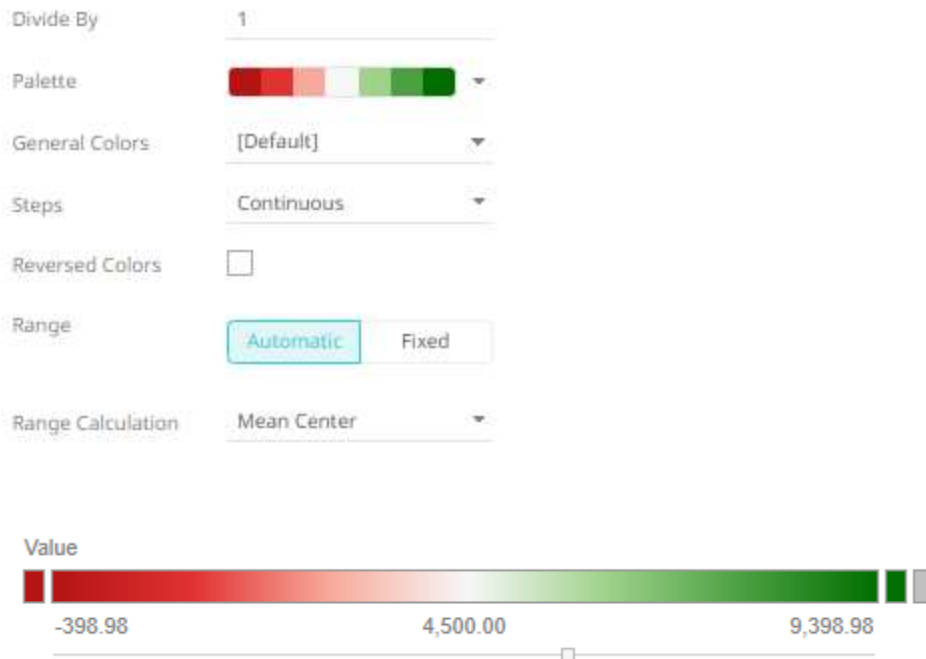 Divide By 1
Palette
General Colors [Default]
Steps Continuous
Reversed Colors
Range Automatic Fixed
Range Calculation Mean Center
Value
-398.98 4,500.00 9,398.98